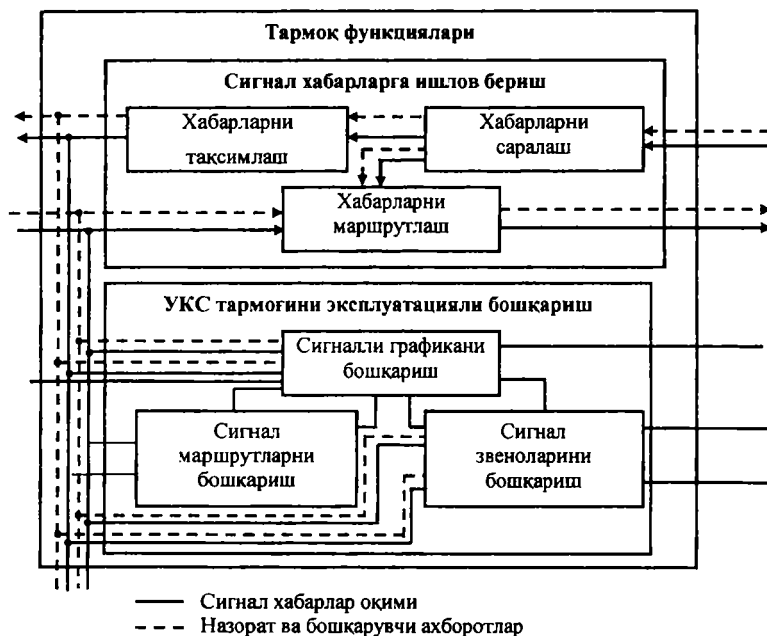 Тармоқ функциялари
Сигнал хабарларга ишлов бериш
Хабарларни
тақсимлаш
Хабарларни
саралаш
Хабарларни
маршрутлаш
УКС тармоғини эксплуатацияли бошқариш
Сигналли графикани
бошқариш
Сигнал
маршрутларни
бошқариш
Сигнал
звеноларини
бошқариш
Сигнал хабарлар оқими
Назорат ва бошқарувчи ахборотлар